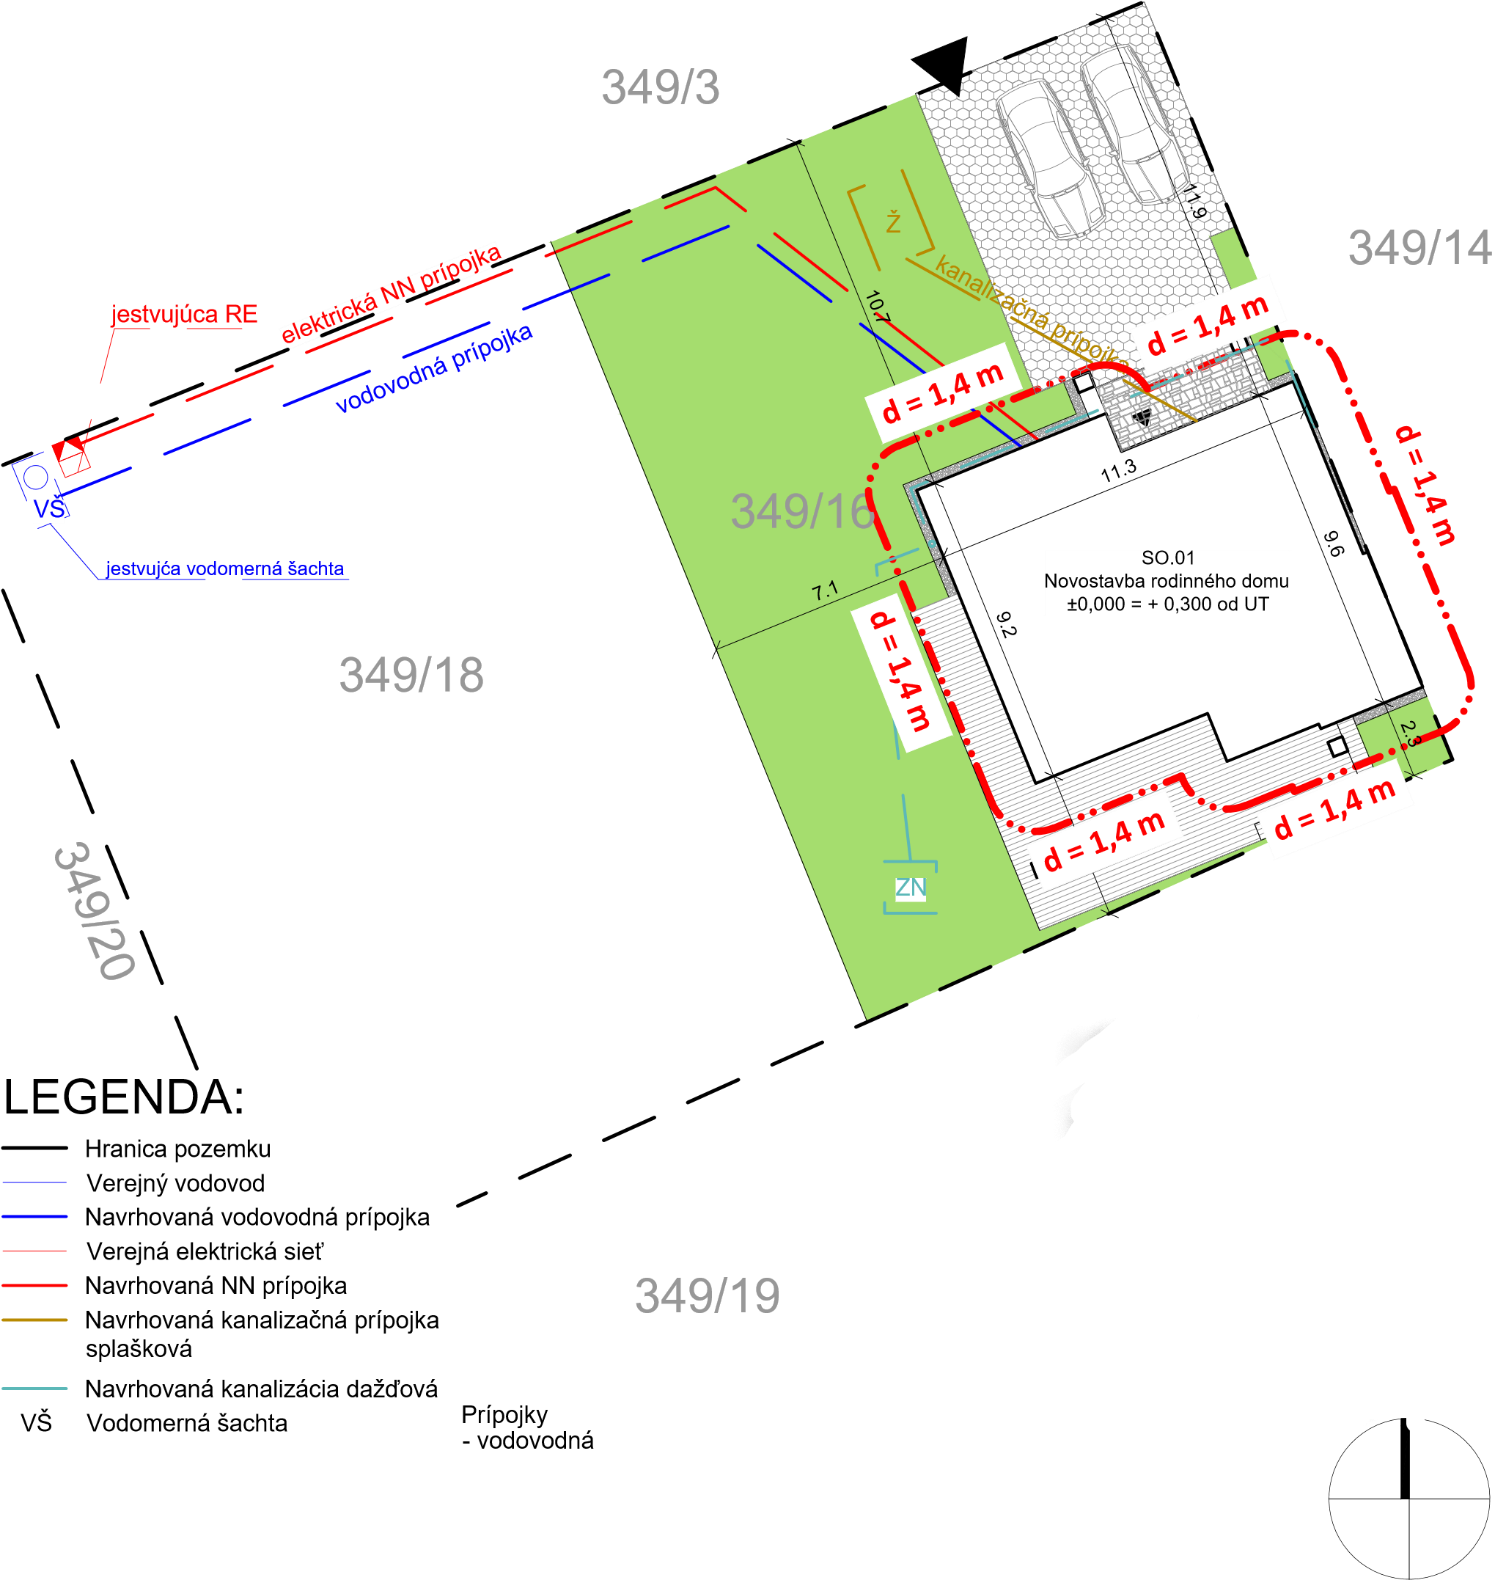 349/3
11.9
349/14
Ž
kanalizačná prípojka
elektrická NN prípojka
jestvujúca RE
10.7
d = 1,4 m
d = 1,4 m
vodovodná prípojka
d = 1,4 m
11.3
349/16
VŠ
9.6
jestvujća vodomerná šachta
SO.01
Novostavba rodinného domu
±0,000 = + 0,300 od UT
7.1
9.2
d = 1,4 m
349/18
2.3
d = 1,4 m
d = 1,4 m
ZN
349/20
LEGENDA:
Hranica pozemku
Verejný vodovod
Navrhovaná vodovodná prípojka
Verejná elektrická sieť
Navrhovaná NN prípojka
Navrhovaná kanalizačná prípojka
splašková
Navrhovaná kanalizácia dažďová
VŠ Vodomerná šachta
349/19
Prípojky
- vodovodná